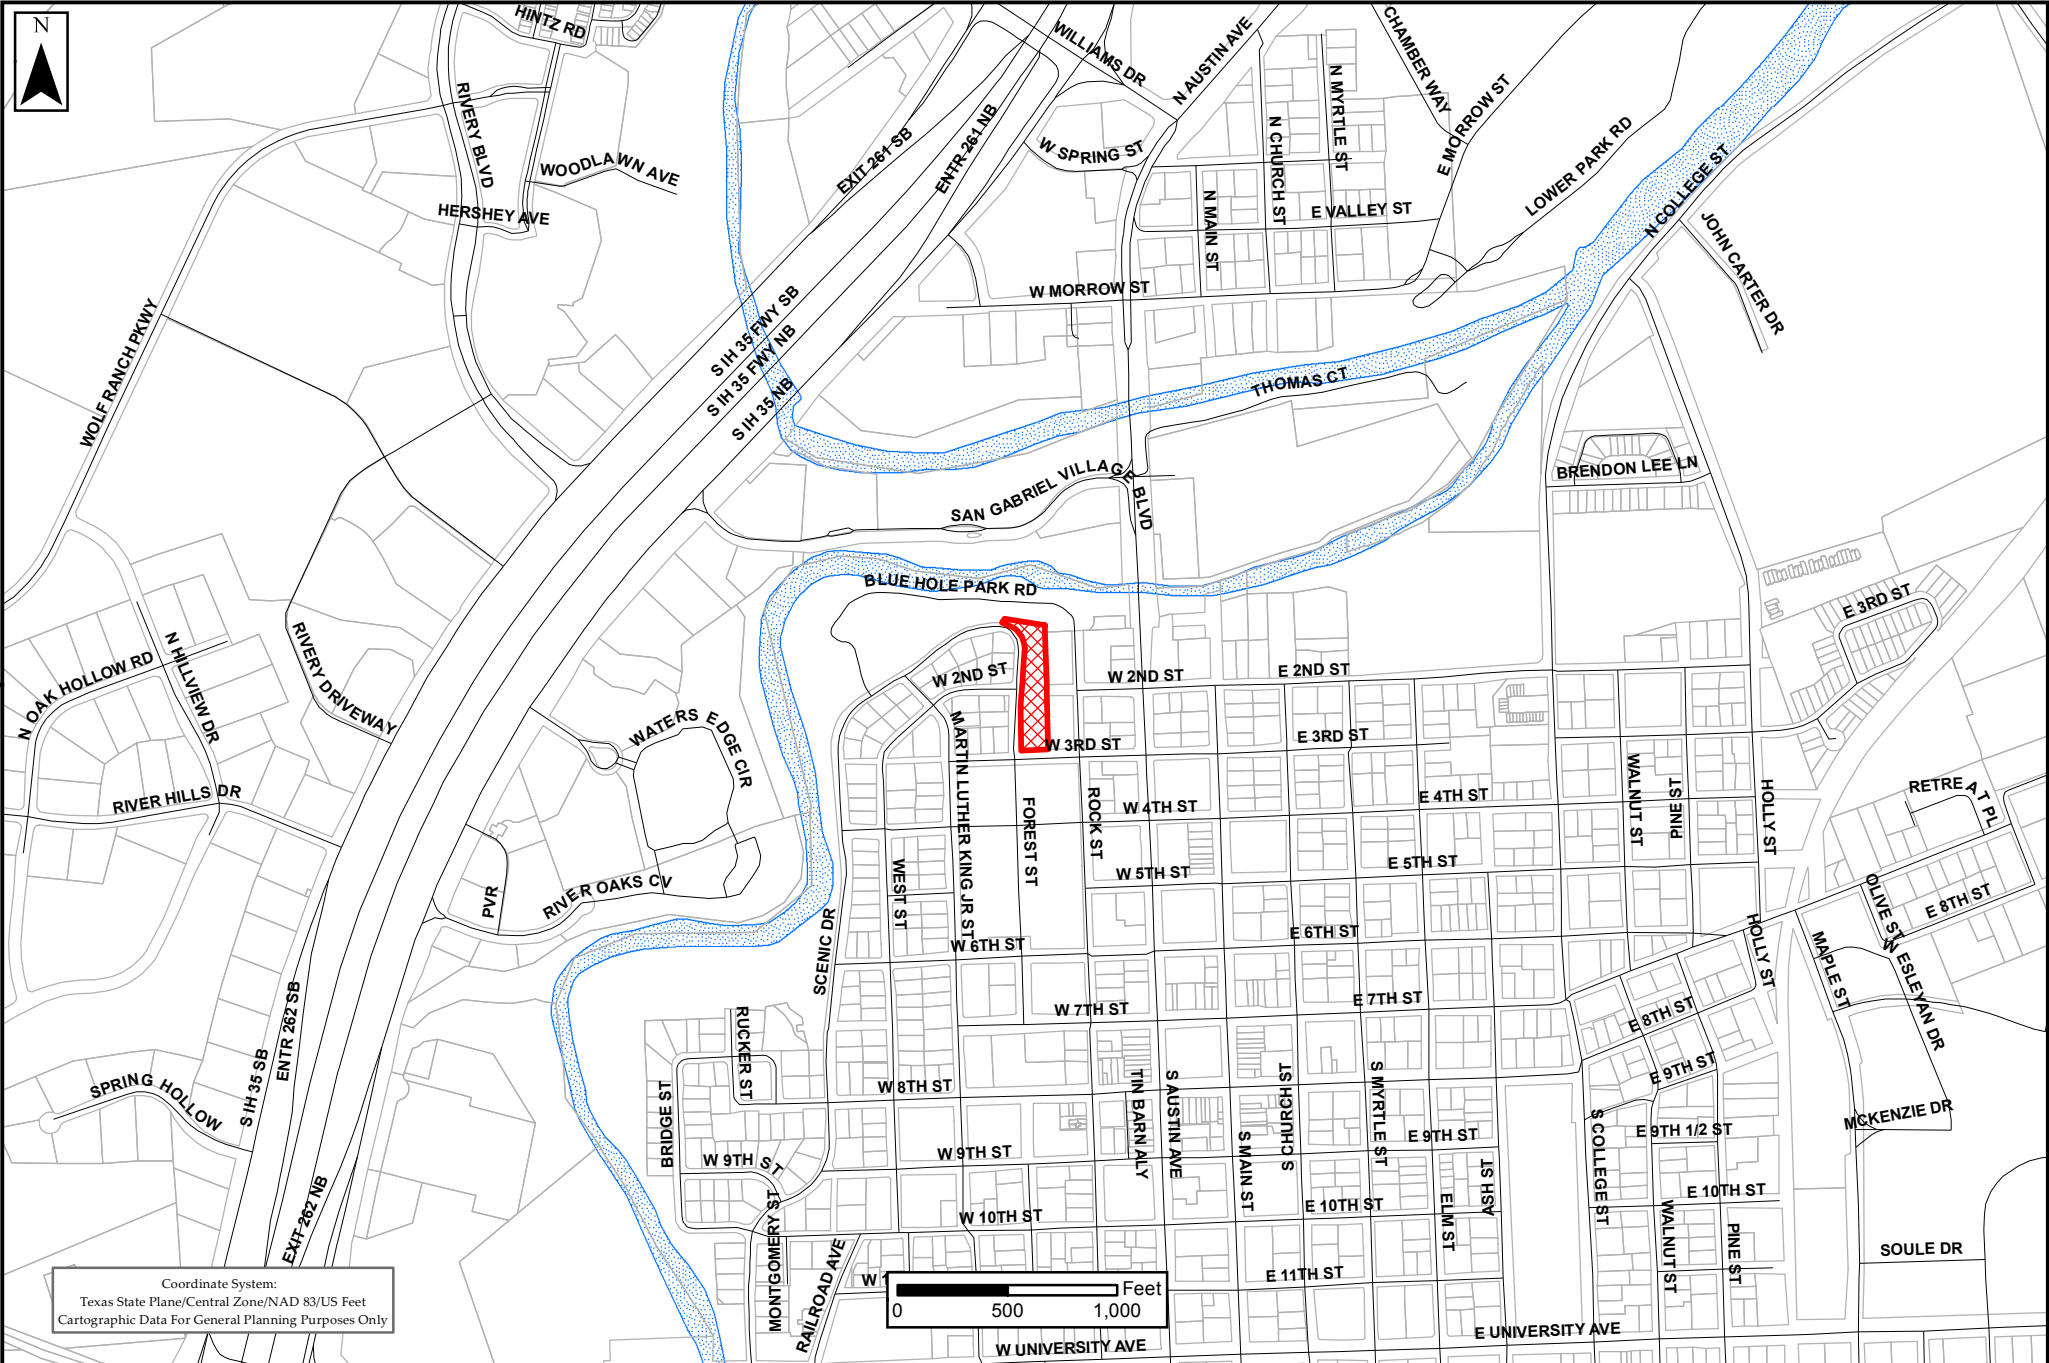 N
HINTZ RD
WILLIAMS DR
N AUSTIN AVE
CHAMBER WAY
RIVERY BLVD
N MYRTLE ST
E MORROW ST
N CHURCH ST
EXIT 261 SB
ENTR 261 NB
W SPRING ST
LOWER PARK RD
WOODLAWN AVE
HERSHEY AVE
N MAIN ST
E VALLEY ST
N COLLEGE ST
JOHN CARTER DR
W MORROW ST
S IH 35 FWY SB
S IH 35 FWY NB
S IH 35 NB
WOLF RANCH PKWY
THOMAS CT
BRENDON LEE LN
SAN GABRIEL VILLAGE BLVD
BLUE HOLE PARK RD
E 3RD ST
N OAK HOLLOW RD
N HILLVIEW DR
RIVERY DRIVEWAY
W 2ND ST
W 2ND ST
E 2ND ST
WATERS EDGE CIR
MARTIN LUTHER KING JR ST
W 3RD ST
E 3RD ST
RIVER HILLS DR
FOREST ST
ROCK ST
W 4TH ST
E 4TH ST
WALNUT ST
PINE ST
HOLLY ST
RETREAT PL
W 5TH ST
E 5TH ST
PVR
RIVER OAKS CV
WEST ST
SCENIC DR
OLIVE ST
E 8TH ST
W 6TH ST
E 6TH ST
HOLLY ST
MAPLE ST
WESLEYAN DR
ENTR 262 SB
S IH 35 SB
RUCKER ST
W 7TH ST
E 7TH ST
E 8TH ST
E 9TH ST
SPRING HOLLOW
BRIDGE ST
W 8TH ST
TIN BARN ALY
S AUSTIN AVE
S CHURCH ST
S MYRTLE ST
S COLLEGE ST
MCKENZIE DR
W 9TH ST
W 9TH ST
S MAIN ST
E 9TH ST
E 9TH 1/2 ST
ASH ST
ELM ST
EXIT 262 NB
MONTGOMERY ST
W 10TH ST
E 10TH ST
E 10TH ST
WALNUT ST
PINE ST
SOULE DR
RAILROAD AVE
W 1
E 11TH ST
E UNIVERSITY AVE
W UNIVERSITY AVE
Feet
0 500 1,000
Coordinate System:
Texas State Plane/Central Zone/NAD 83/US Feet
Cartographic Data For General Planning Purposes Only